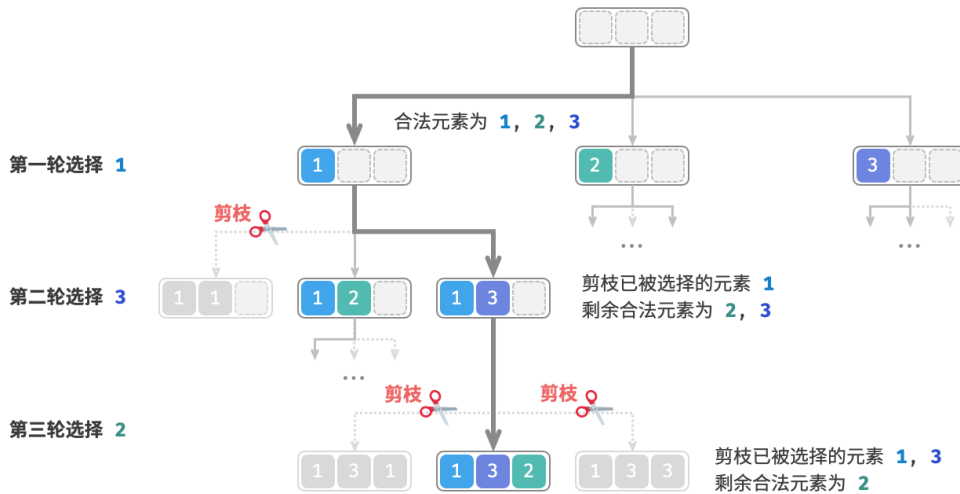 合法元素为 1, 2, 3
第一轮选择 1
1
2
3
剪枝
...
...
第二轮选择 3
1 1
1 2
1 3
剪枝已被选择的元素 1
剩余合法元素为 2, 3
...
剪枝
剪枝
第三轮选择 2
1 3 1
1 3 2
1 3 3
剪枝已被选择的元素 1, 3
剩余合法元素为 2